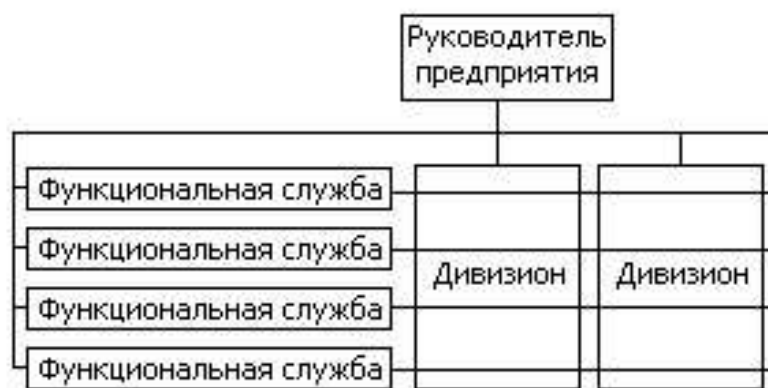 Руководитель
предприятия
Функциональная служба
Функциональная служба
Дивизион Дивизион
Функциональная служба
Функциональная служба